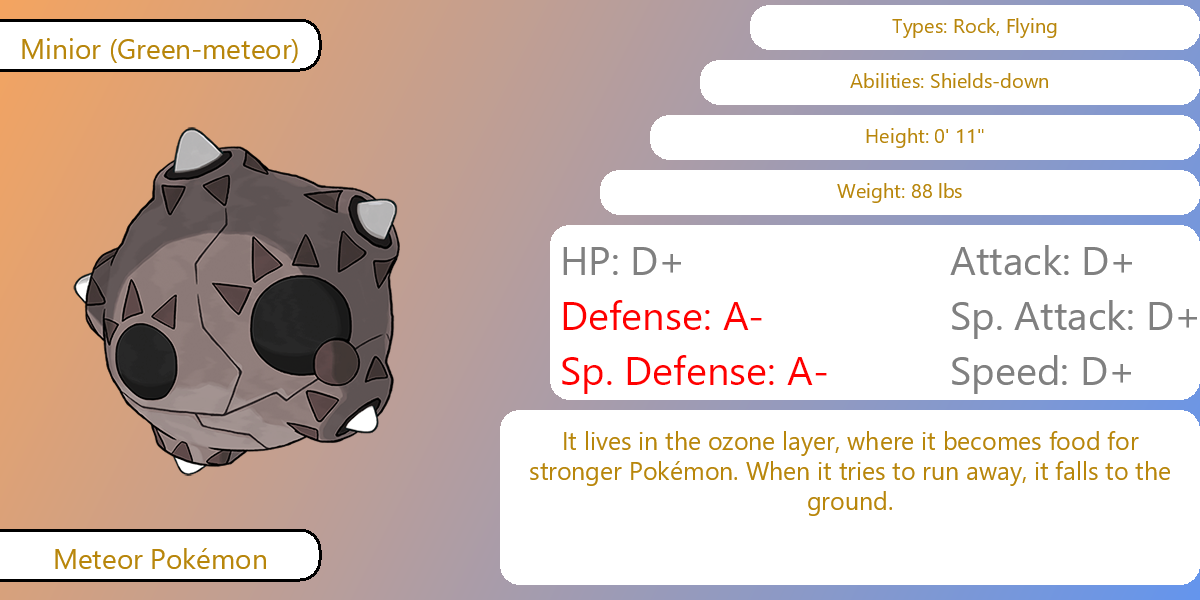 Minior (Green-meteor)
Types: Rock, Flying
Abilities: Shields-down
Height: 0' 11"
Weight: 88 lbs
HP: D+
Attack: D+
Defense: A-
Sp. Attack: D+
Sp. Defense: A-
Speed: D+
It lives in the ozone layer, where it becomes food for
stronger Pokémon. When it tries to run away, it falls to the
ground.
Meteor Pokémon